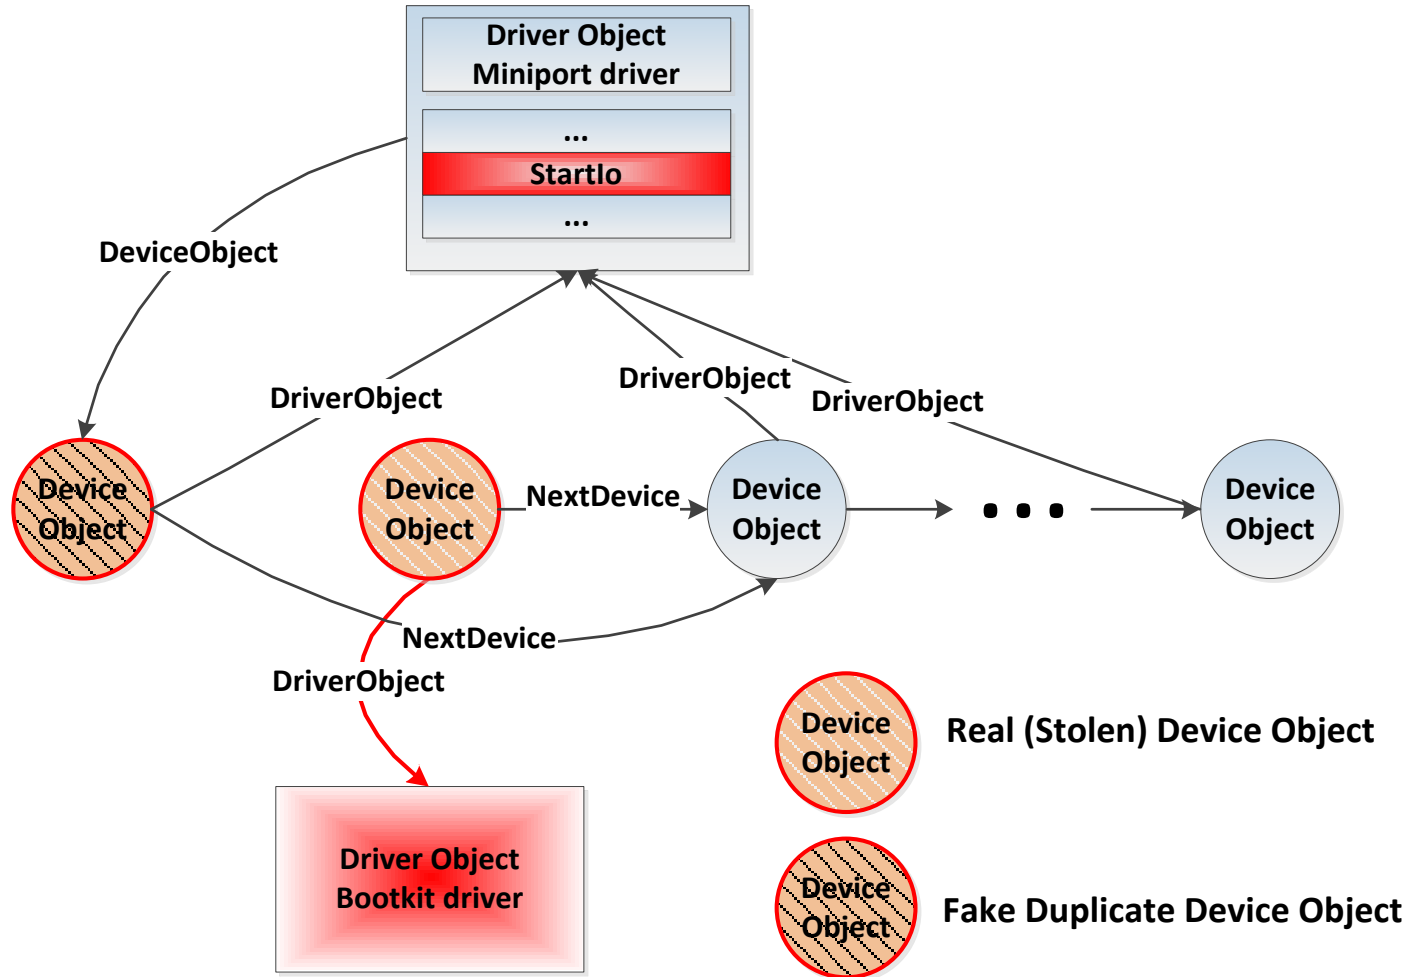 Driver Object
Miniport driver
...
StartIo
...
DeviceObject
DriverObject
DriverObject
DriverObject
Device
Object
Device
Object
NextDevice
Device
Object
...
Device
Object
NextDevice
DriverObject
Device
Object
Real (Stolen) Device Object
Driver Object
Bootkit driver
Device
Object
Fake Duplicate Device Object